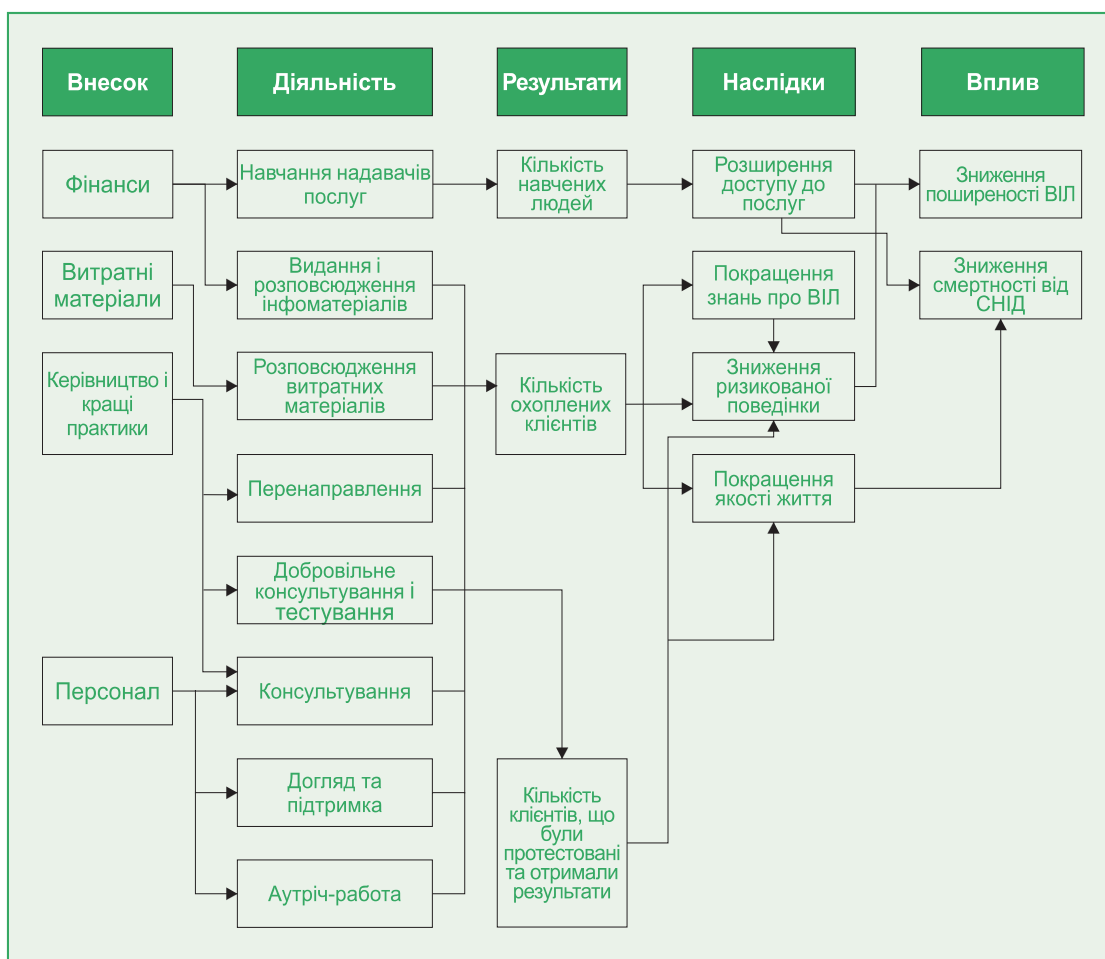 Внесок
Діяльність
Результати
Наслідки
Вплив
Фінанси
Навчання надавачів
послуг
Кількість
навчених
людей
Розширення
доступу до
послуг
Зниження
поширеності ВІЛ
Витратні
матеріали
Видання і
розповсюдження
інфоматеріалів
Покращення
знань про ВІЛ
Зниження
смертності від
СНІД
Керівництво і
кращі
практики
Розповсюдження
витратних
матеріалів
Кількість
охоплених
клієнтів
Зниження
ризикованої
поведінки
Перенаправлення
Покращення
якості життя
Добровільне
консультування і
тестування
Персонал
Консультування
Догляд та
підтримка
Кількість
клієнтів, що
були
протестовані
та отримали
результати
Аутріч-работа